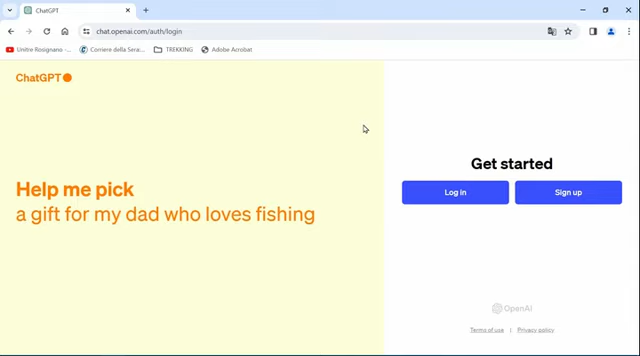 ChatGPT
chat.openai.com/auth/login
Unitre Rosignano -...
Corriere della Sera...
TREKKING
Adobe Acrobat
ChatGPT
Help me pick
a gift for my dad who loves fishing
Get started
Log in
Sign up
OpenAI
Terms of use | Privacy policy